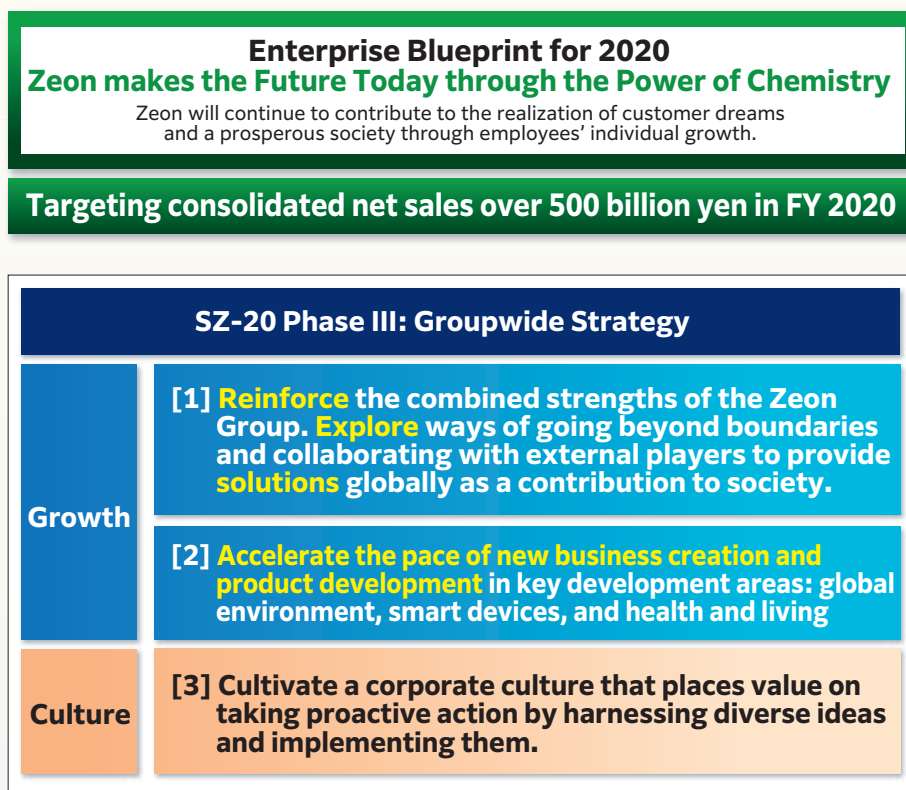 Enterprise Blueprint for 2020
Zeon makes the Future Today through the Power of Chemistry
Zeon will continue to contribute to the realization of customer dreams
and a prosperous society through employees’ individual growth.
Targeting consolidated net sales over 500 billion yen in FY 2020
SZ-20 Phase III: Groupwide Strategy
Growth
[1] Reinforce the combined strengths of the Zeon
Group. Explore ways of going beyond boundaries
and collaborating with external players to provide
solutions globally as a contribution to society.
[2] Accelerate the pace of new business creation and
product development in key development areas: global
environment, smart devices, and health and living
Culture
[3] Cultivate a corporate culture that places value on
taking proactive action by harnessing diverse ideas
and implementing them.